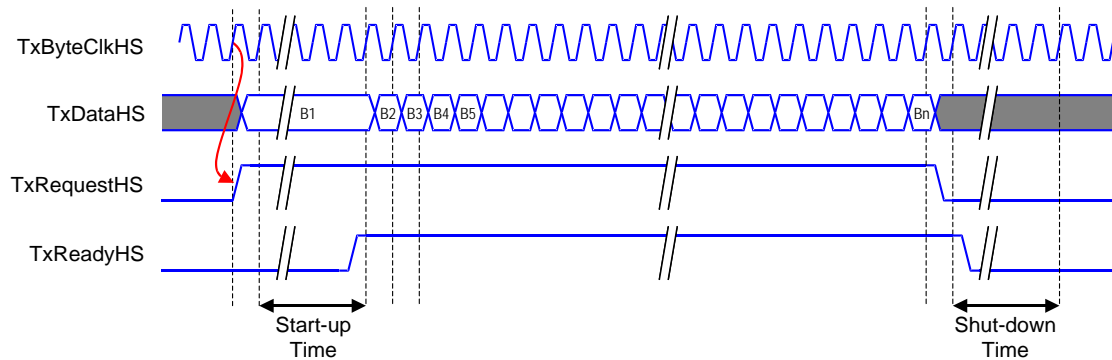 TxByteClkHS
TxDataHS
B1
B2
B3
B4
B5
Bn
TxRequestHS
TxReadyHS
Start-up
Time
Shut-down
Time